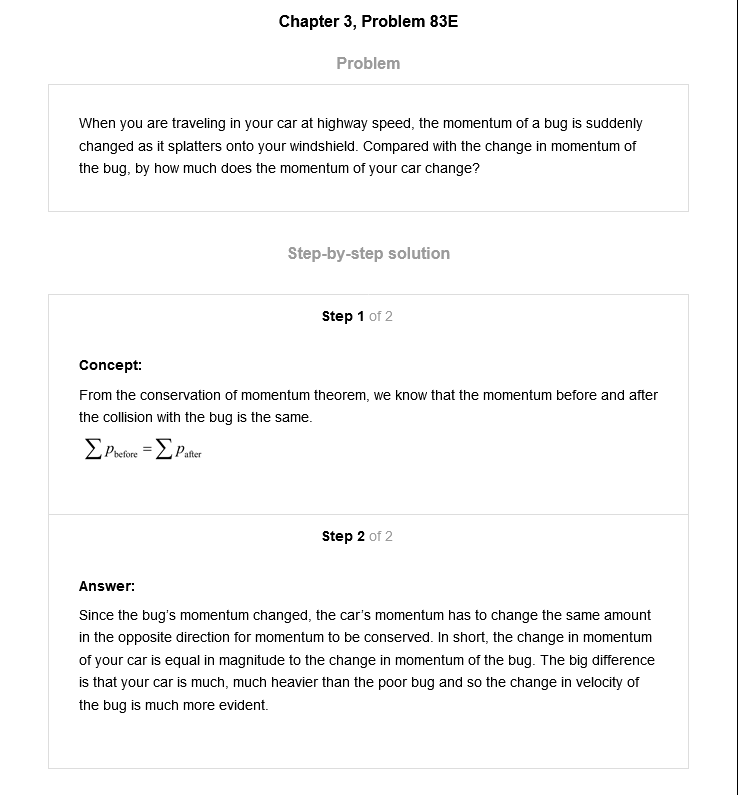 Chapter 3, Problem 83E
Problem
When you are traveling in your car at highway speed, the momentum of a bug is suddenly
changed as it splatters onto your windshield. Compared with the change in momentum of
the bug, by how much does the momentum of your car change?
Step-by-step solution
Step 1 of 2
Concept:
From the conservation of momentum theorem, we know that the momentum before and after
the collision with the bug is the same.
∑ p_before = ∑ p_after
Step 2 of 2
Answer:
Since the bug's momentum changed, the car's momentum has to change the same amount
in the opposite direction for momentum to be conserved. In short, the change in momentum
of your car is equal in magnitude to the change in momentum of the bug. The big difference
is that your car is much, much heavier than the poor bug and so the change in velocity of
the bug is much more evident.